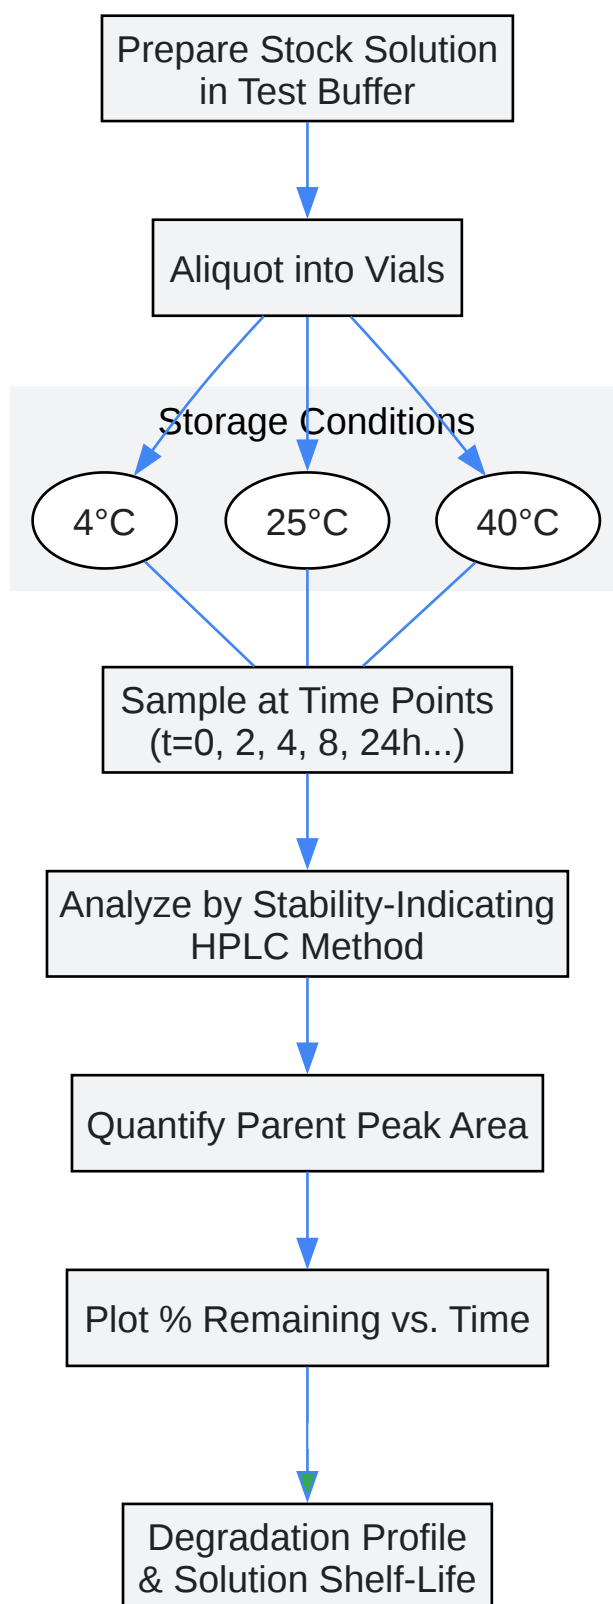 Prepare Stock Solution
in Test Buffer
Aliquot into Vials
Storage Conditions
4°C
25°C
40°C
Sample at Time Points
(t=0, 2, 4, 8, 24h...)
Analyze by Stability-Indicating
HPLC Method
Quantify Parent Peak Area
Plot % Remaining vs. Time
Degradation Profile
& Solution Shelf-Life